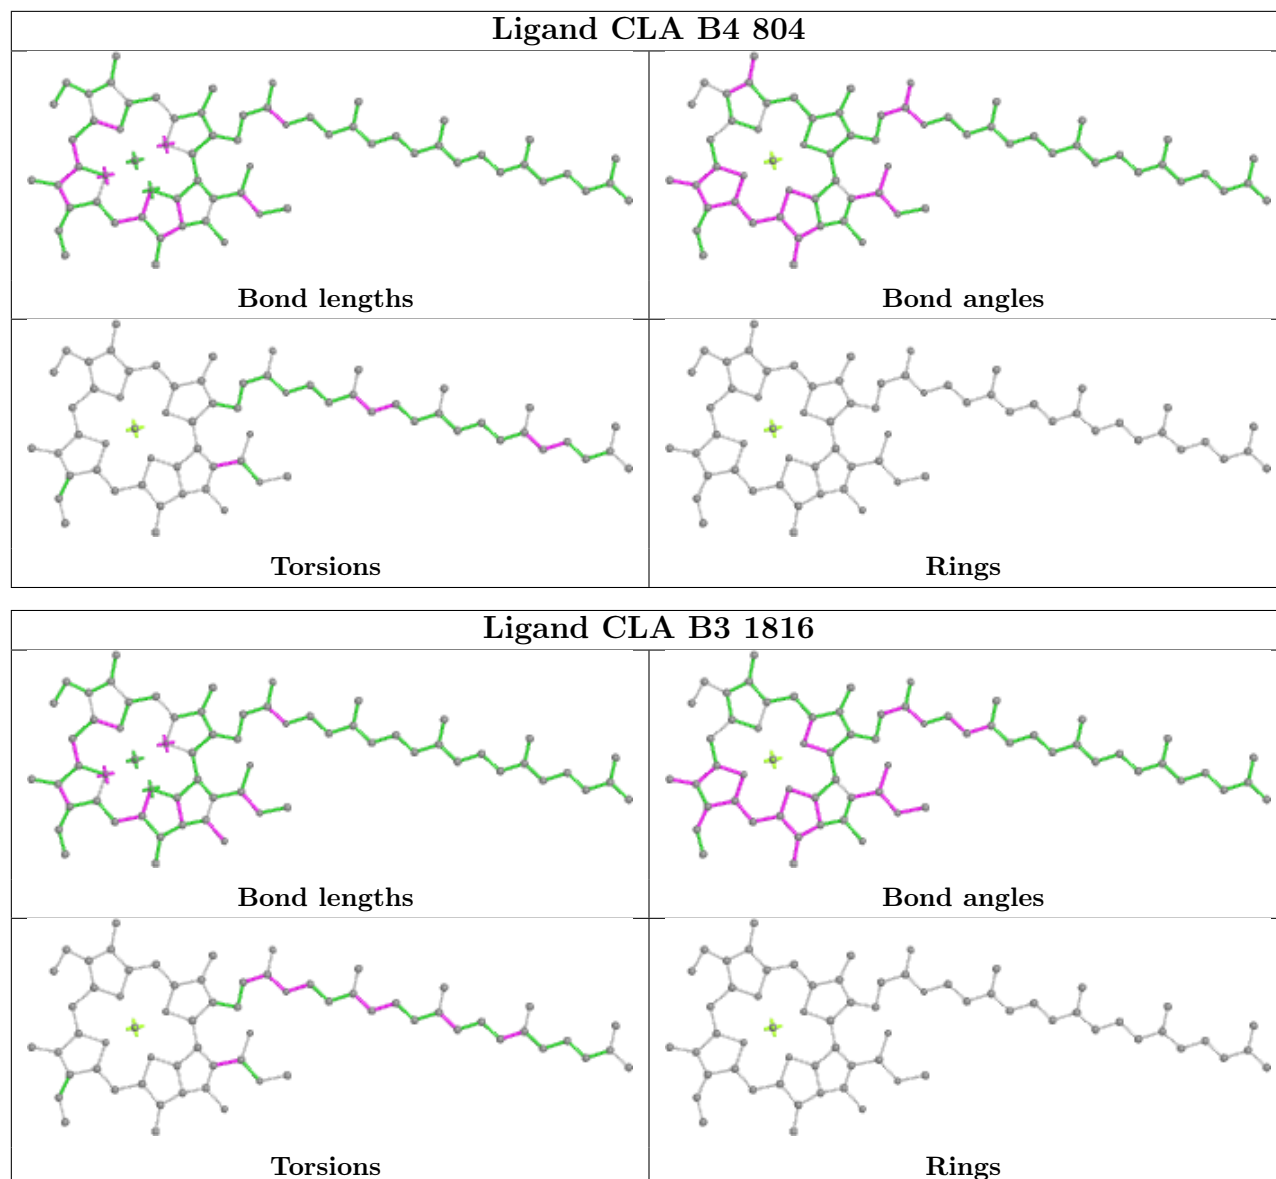 Ligand CLA B4 804
Bond lengths
Bond angles
Torsions
Rings
Ligand CLA B3 1816
Bond lengths
Bond angles
Torsions
Rings